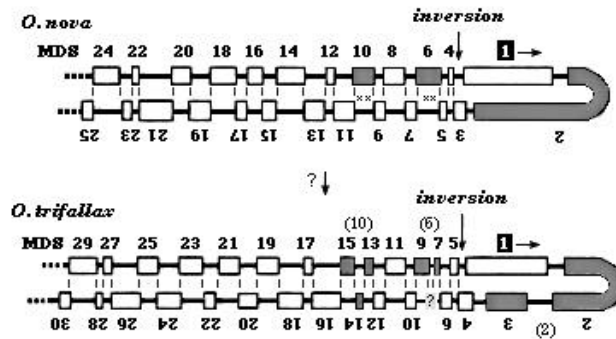 O. nova
inversion
MDS 24 22 20 18 16 14 12 10 8 6 4 1
xx xx
25 23 21 19 17 15 13 11 9 7 5 3 2
?
O. trifallax
inversion
(10) (6)
MDS 29 27 25 23 21 19 17 15 13 11 9 7 5 1
?
30 28 26 24 22 20 18 16 14 12 10 8 6 4 3 2
(2)